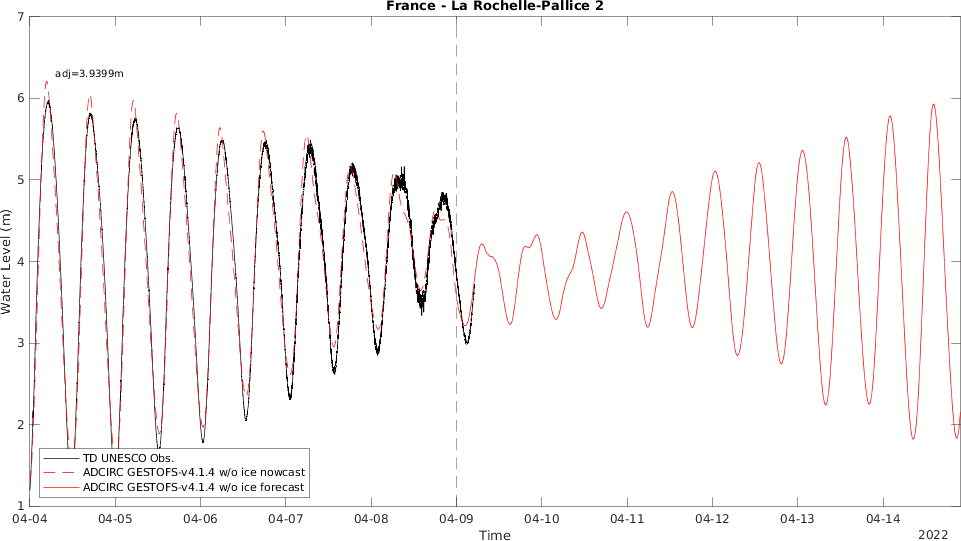 France - La Rochelle-Pallice 2
7
6
5
4
3
2
1
Water Level (m)
adj=3.9399m
TD UNESCO Obs.
ADCIRC GESTOFS-v4.1.4 w/o ice nowcast
ADCIRC GESTOFS-v4.1.4 w/o ice forecast
04-04 04-05 04-06 04-07 04-08 04-09 04-10 04-11 04-12 04-13 04-14
Time
2022